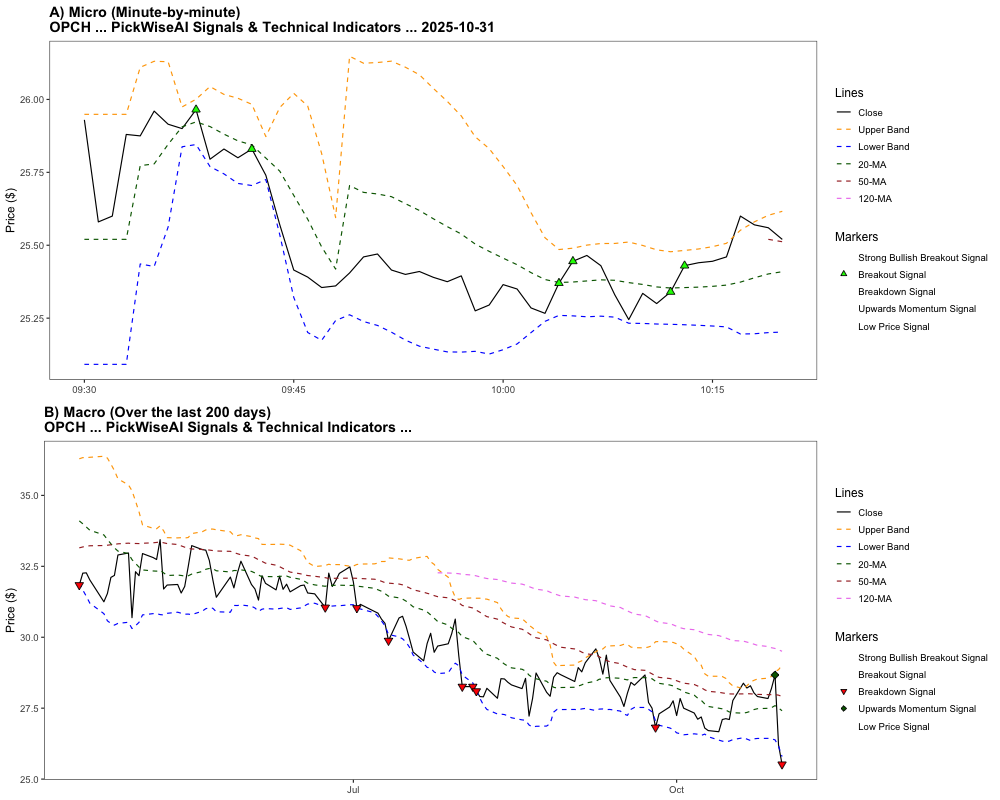 A) Micro (Minute-by-minute)
OPCH ... PickWiseAI Signals & Technical Indicators ... 2025-10-31
Price ($)
26.00
25.75
25.50
25.25
09:30
09:45
10:00
10:15
Lines
Close
Upper Band
Lower Band
20-MA
50-MA
120-MA
Markers
Strong Bullish Breakout Signal
Breakout Signal
Breakdown Signal
Upwards Momentum Signal
Low Price Signal
B) Macro (Over the last 200 days)
OPCH ... PickWiseAI Signals & Technical Indicators ...
Price ($)
35.0
32.5
30.0
27.5
25.0
Jul
Oct
Lines
Close
Upper Band
Lower Band
20-MA
50-MA
120-MA
Markers
Strong Bullish Breakout Signal
Breakout Signal
Breakdown Signal
Upwards Momentum Signal
Low Price Signal